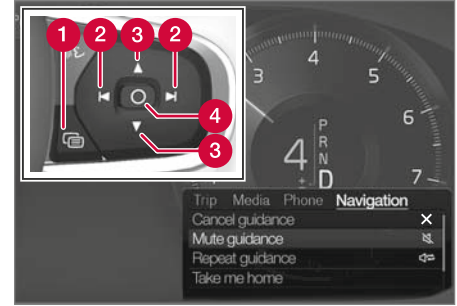 1 2 3 2
4
3
3
4
5
6
7
P
R
N
D
4
±
Trip Media Phone Navigation
Cancel guidance
Mute guidance
Repeat guidance
Take me home